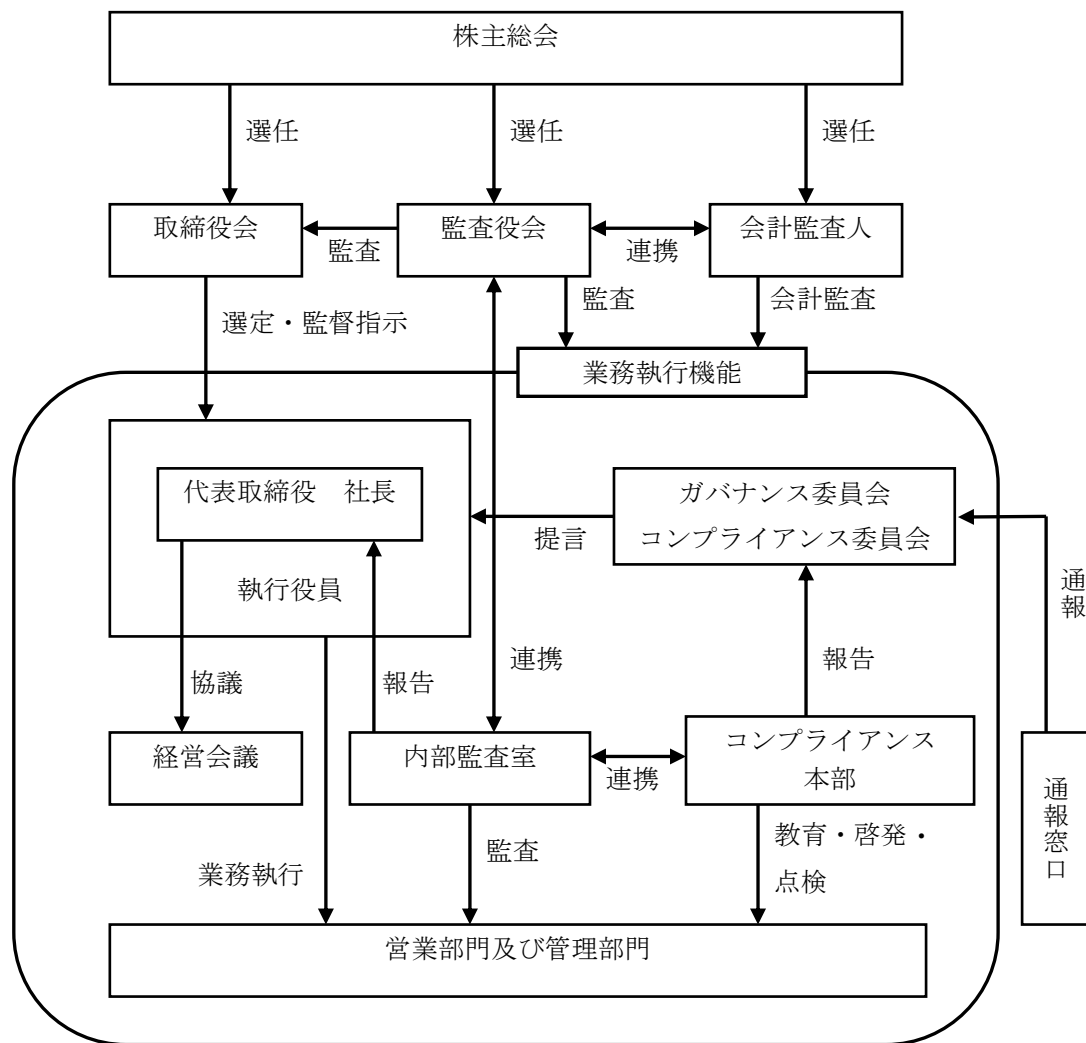 株主総会
選任
選任
選任
取締役会
監査役会
会計監査人
監査
連携
選定・監督指示
監査
会計監査
業務執行機能
代表取締役　社長
執行役員
ガバナンス委員会
コンプライアンス委員会
提言
通報
協議
報告
連携
報告
経営会議
内部監査室
連携
コンプライアンス
本部
通報窓口
業務執行
監査
教育・啓発・
点検
営業部門及び管理部門